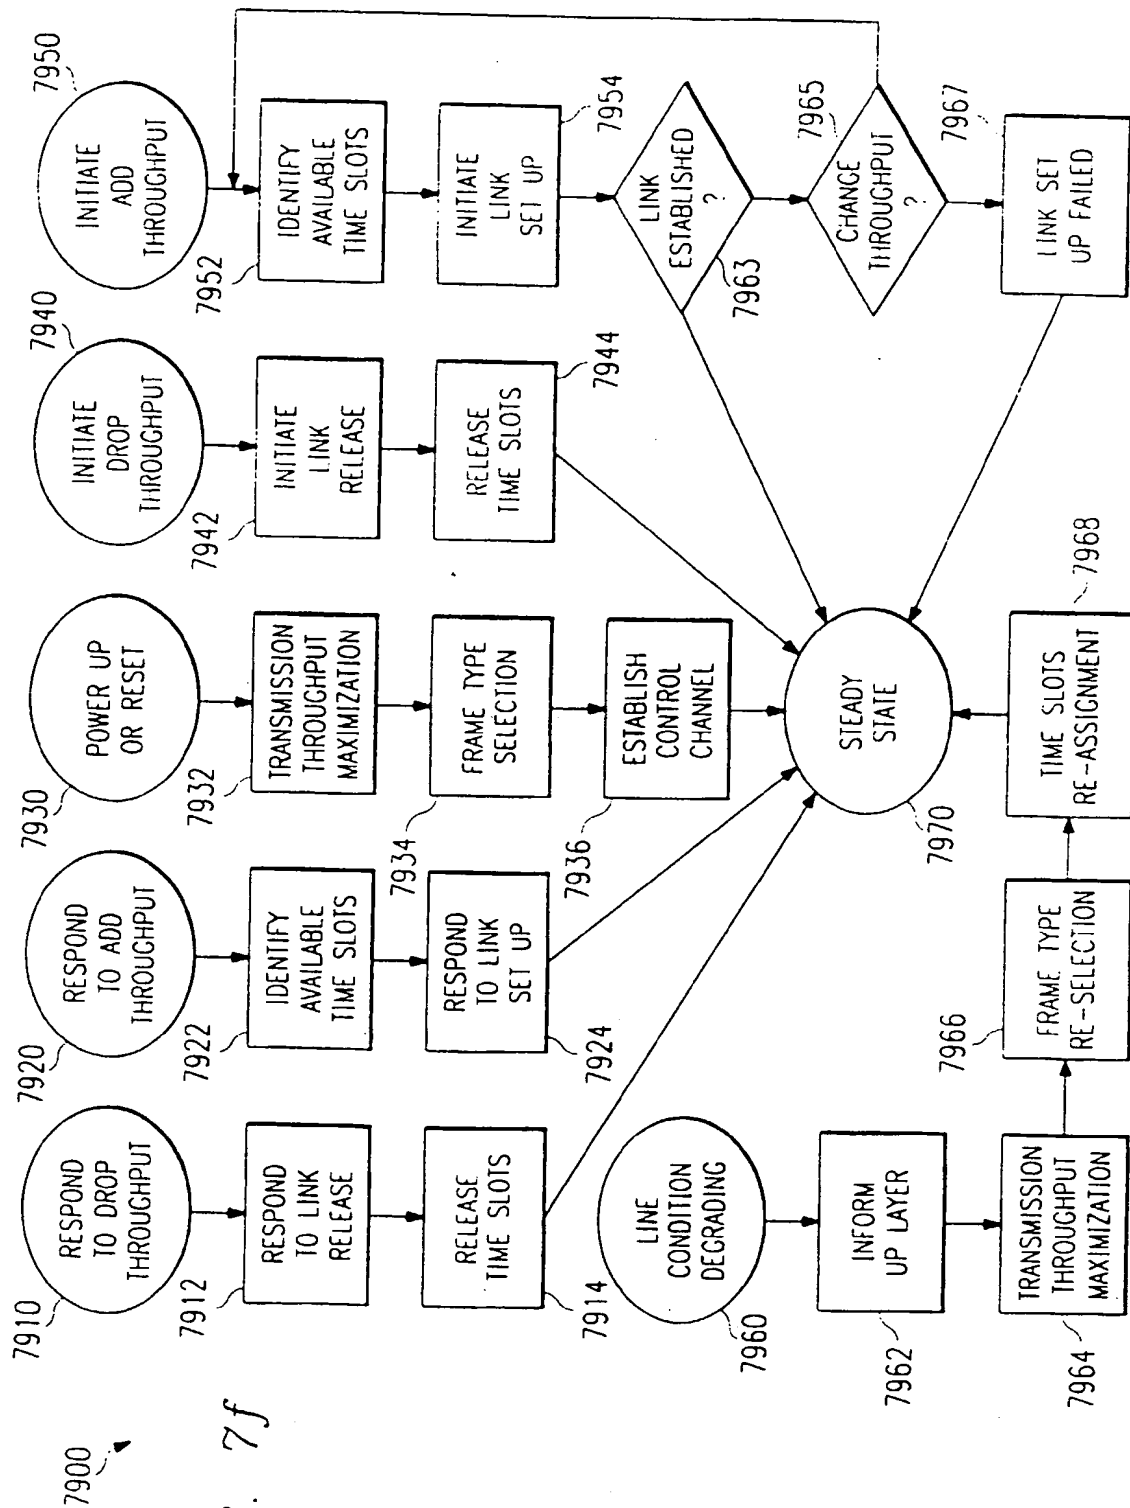 7900
7910
RESPOND
TO DROP
THROUGHPUT
7912
RESPOND
TO LINK
RELEASE
7914
RELEASE
TIME SLOTS
7920
RESPOND
TO ADD
THROUGHPUT
7922
IDENTIFY
AVAILABLE
TIME SLOTS
7924
RESPOND
TO LINK
SET UP
7930
POWER UP
OR RESET
7932
TRANSMISSION
THROUGHPUT
MAXIMIZATION
7934
FRAME TYPE
SELECTION
7936
ESTABLISH
CONTROL
CHANNEL
7940
INITIATE
DROP
THROUGHPUT
7942
INITIATE
LINK
RELEASE
7944
RELEASE
TIME SLOTS
7950
INITIATE
ADD
THROUGHPUT
7952
IDENTIFY
AVAILABLE
TIME SLOTS
7954
INITIATE
LINK
SET UP
7963
LINK
ESTABLISHED
?
7965
CHANGE
THROUGHPUT
?
7967
LINK SET
UP FAILED
7960
LINE
CONDITION
DEGRADING
7962
INFORM
UP LAYER
7964
TRANSMISSION
THROUGHPUT
MAXIMIZATION
7966
FRAME TYPE
RE-SELECTION
7968
TIME SLOTS
RE-ASSIGNMENT
7970
STEADY
STATE
7f